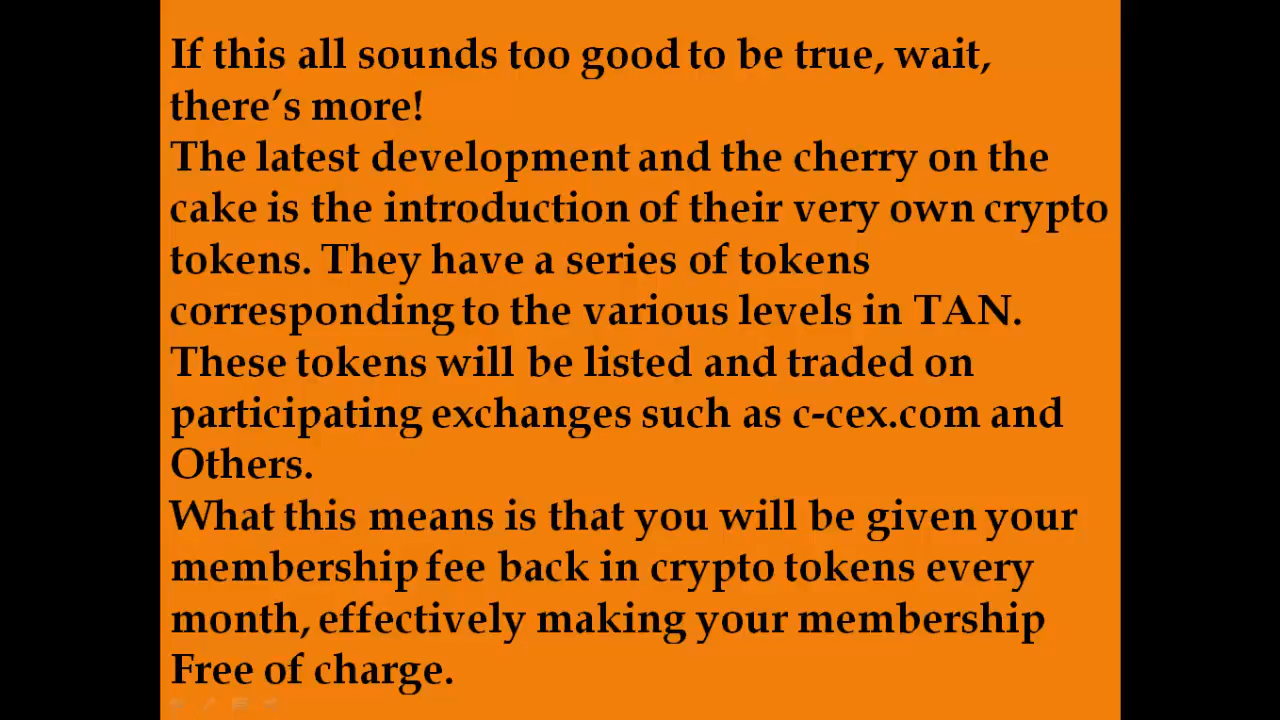 If this all sounds too good to be true, wait,
there’s more!
The latest development and the cherry on the
cake is the introduction of their very own crypto
tokens. They have a series of tokens
corresponding to the various levels in TAN.
These tokens will be listed and traded on
participating exchanges such as c-cex.com and
Others.
What this means is that you will be given your
membership fee back in crypto tokens every
month, effectively making your membership
Free of charge.